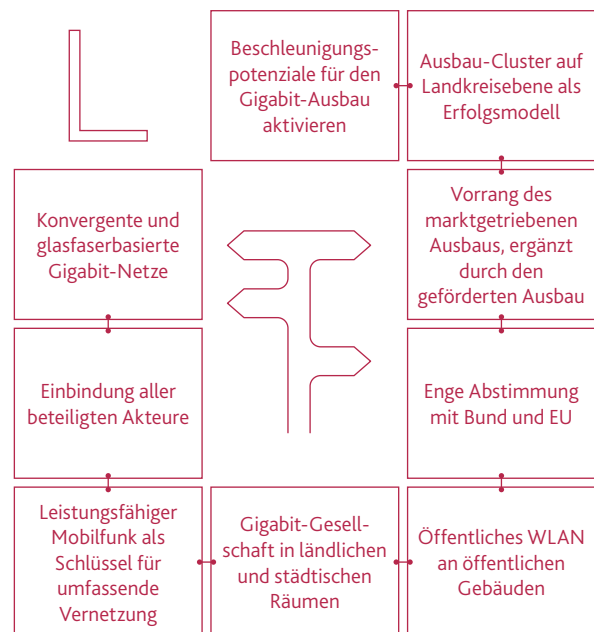 Beschleunigungs-
potenziale für den
Gigabit-Ausbau
aktivieren
Ausbau-Cluster auf
Landkreisebene als
Erfolgsmodell
Konvergente und
glasfaserbasierte
Gigabit-Netze
Vorrang des
marktgetriebenen
Ausbaus, ergänzt
durch den
geförderten Ausbau
Einbindung aller
beteiligten Akteure
Enge Abstimmung
mit Bund und EU
Leistungsfähiger
Mobilfunk als
Schlüssel für
umfassende
Vernetzung
Gigabit-Gesell-
schaft in ländlichen
und städtischen
Räumen
Öffentliches WLAN
an öffentlichen
Gebäuden